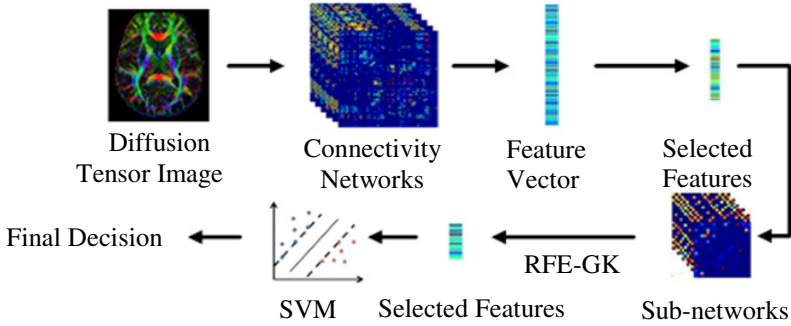 Diffusion
Tensor Image
Connectivity
Networks
Feature
Vector
Selected
Features
Final Decision
RFE-GK
SVM
Selected Features
Sub-networks